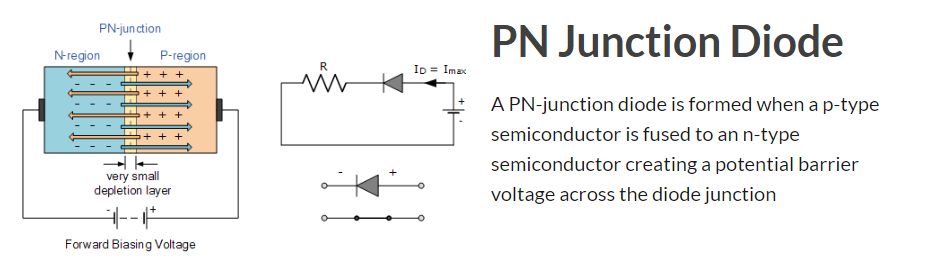 PN-junction
N-region
P-region
+ + +
- - -
+ + +
- - -
+ + +
- - -
+ + +
- - -
very small
depletion layer
- +
Forward Biasing Voltage
R
ID = Imax
+
-
- +
PN Junction Diode
A PN-junction diode is formed when a p-type
semiconductor is fused to an n-type
semiconductor creating a potential barrier
voltage across the diode junction